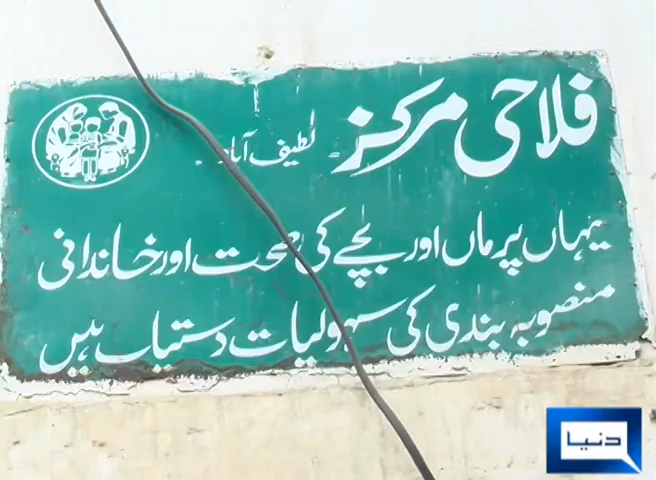 فلاحی مرکز - لطیف آباد -
یہاں پر ماں اور بچے کی صحت اور خاندانی
منصوبہ بندی کی سہولیات دستیاب ہیں
دنیا